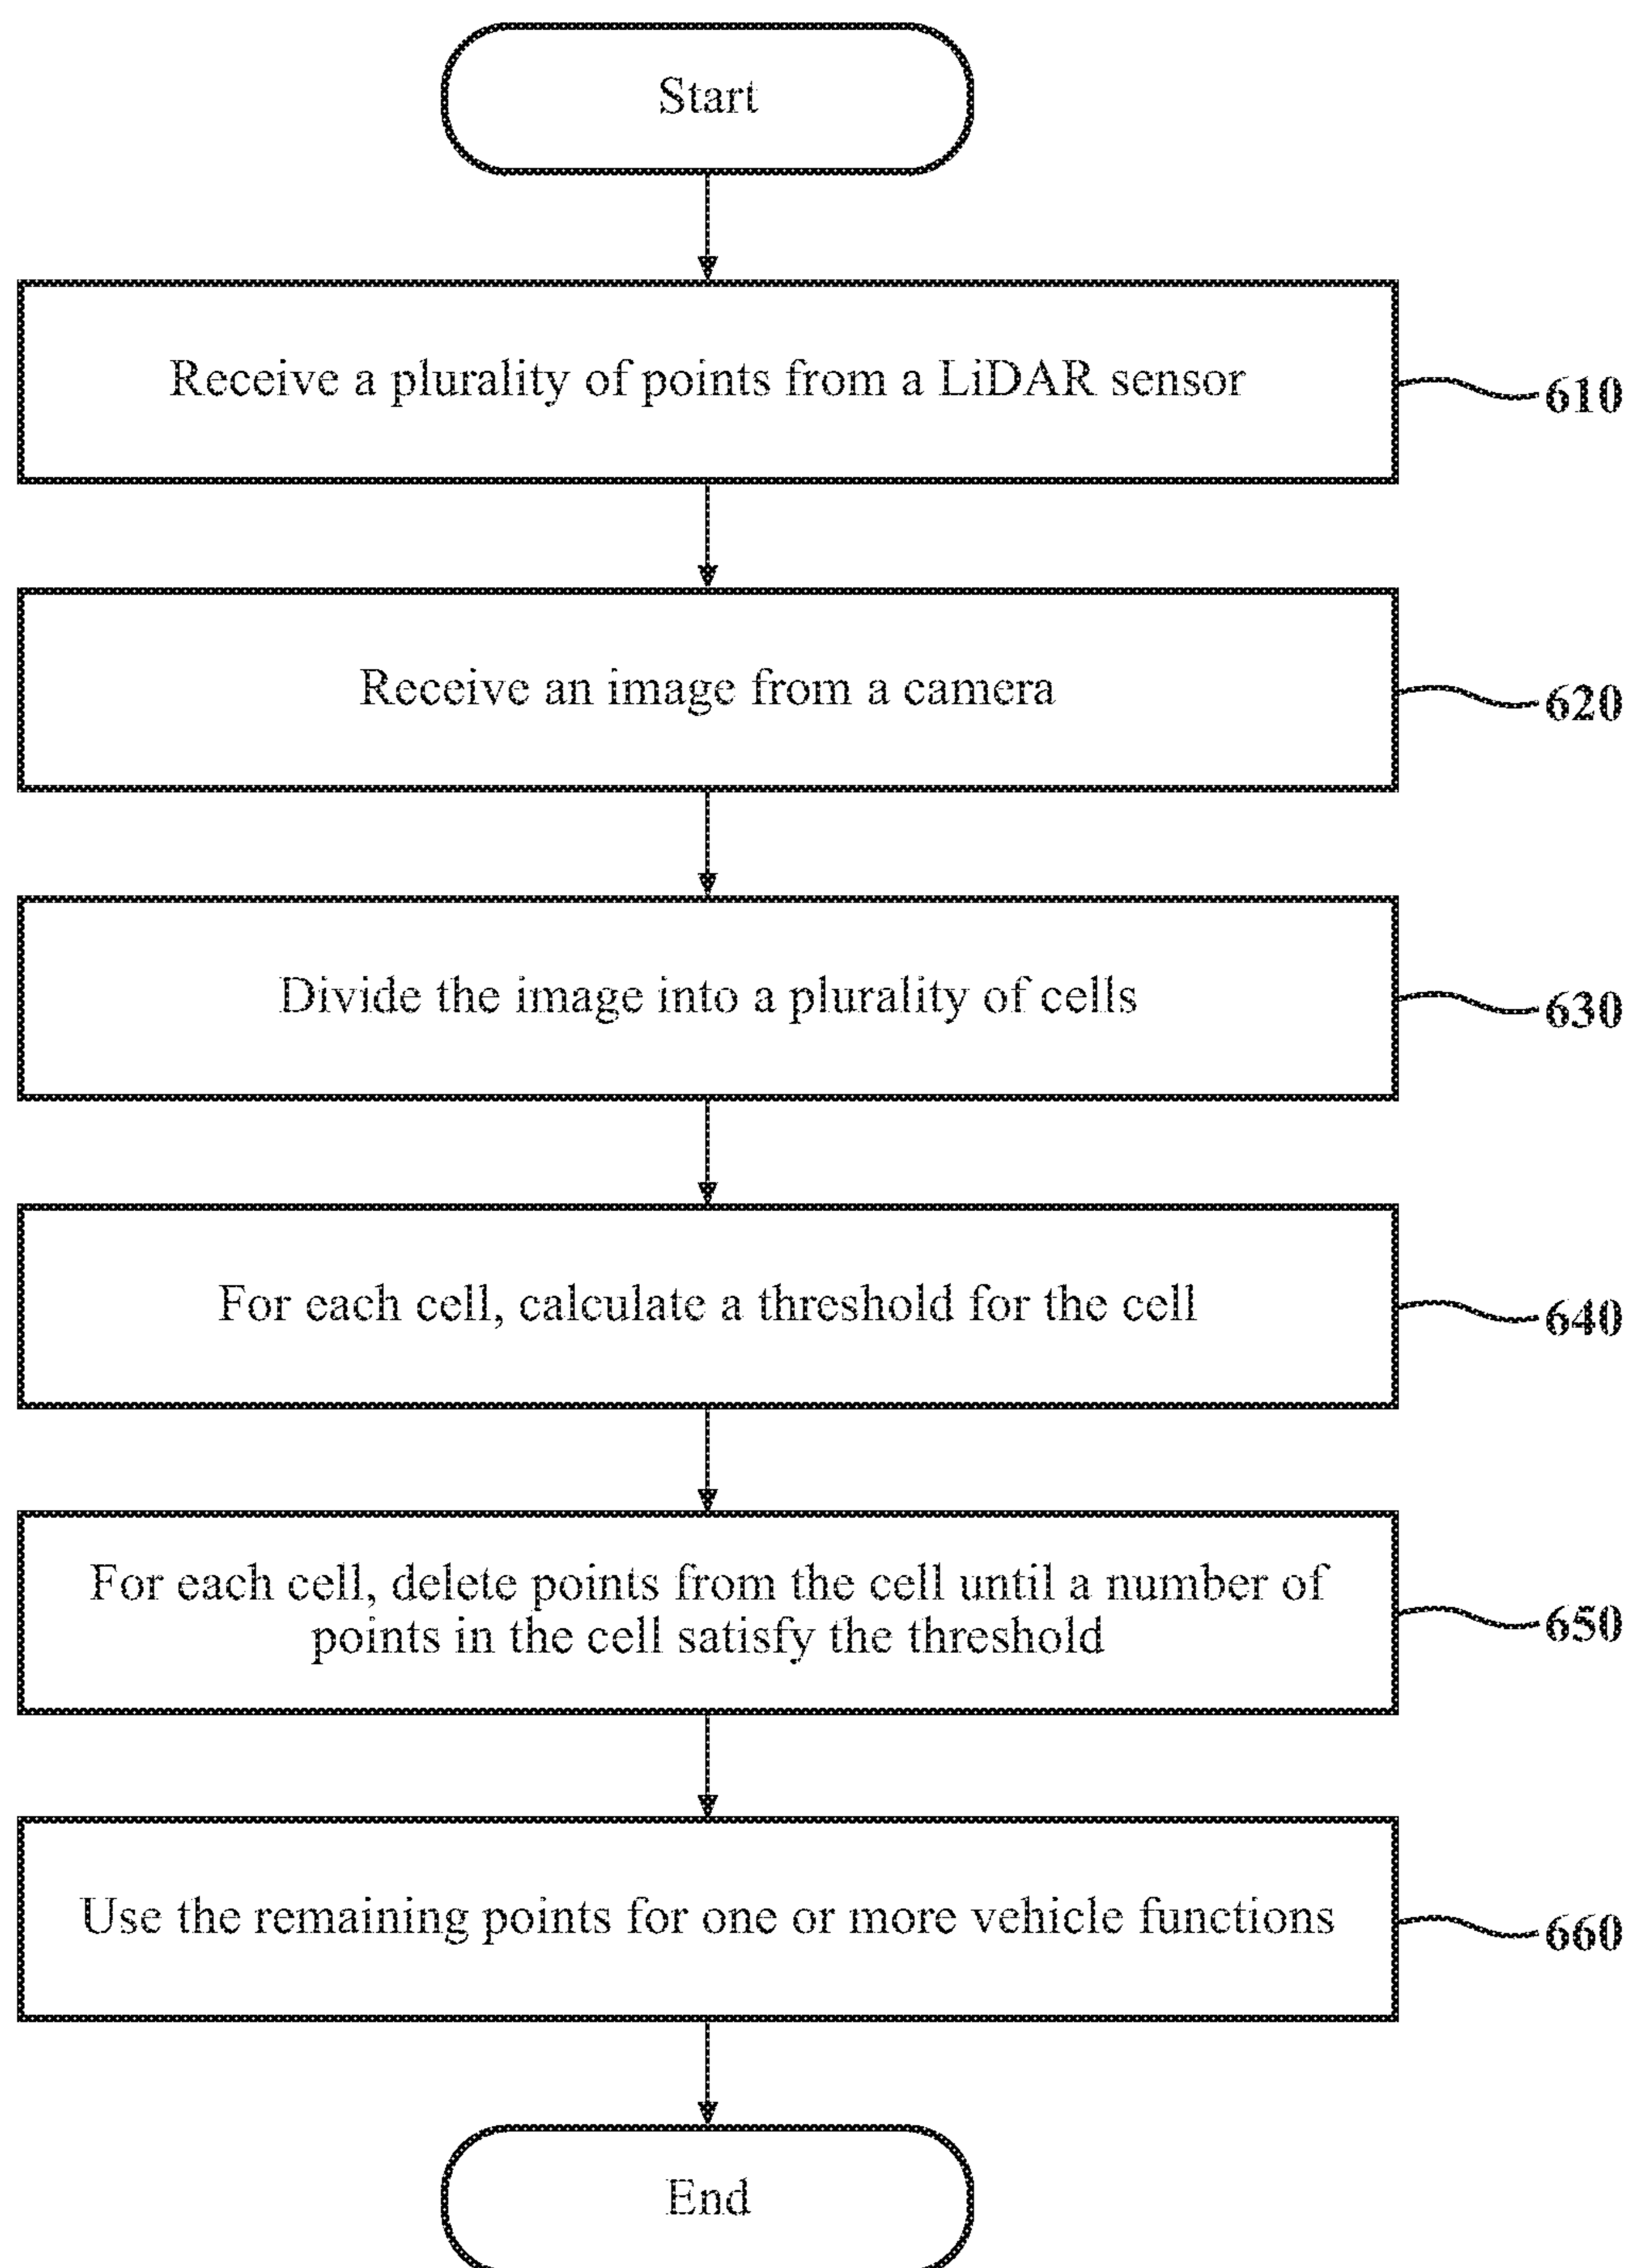 Start
Receive a plurality of points from a LiDAR sensor
610
Receive an image from a camera
620
Divide the image into a plurality of cells
630
For each cell, calculate a threshold for the cell
640
For each cell, delete points from the cell until a number of
points in the cell satisfy the threshold
650
Use the remaining points for one or more vehicle functions
660
End